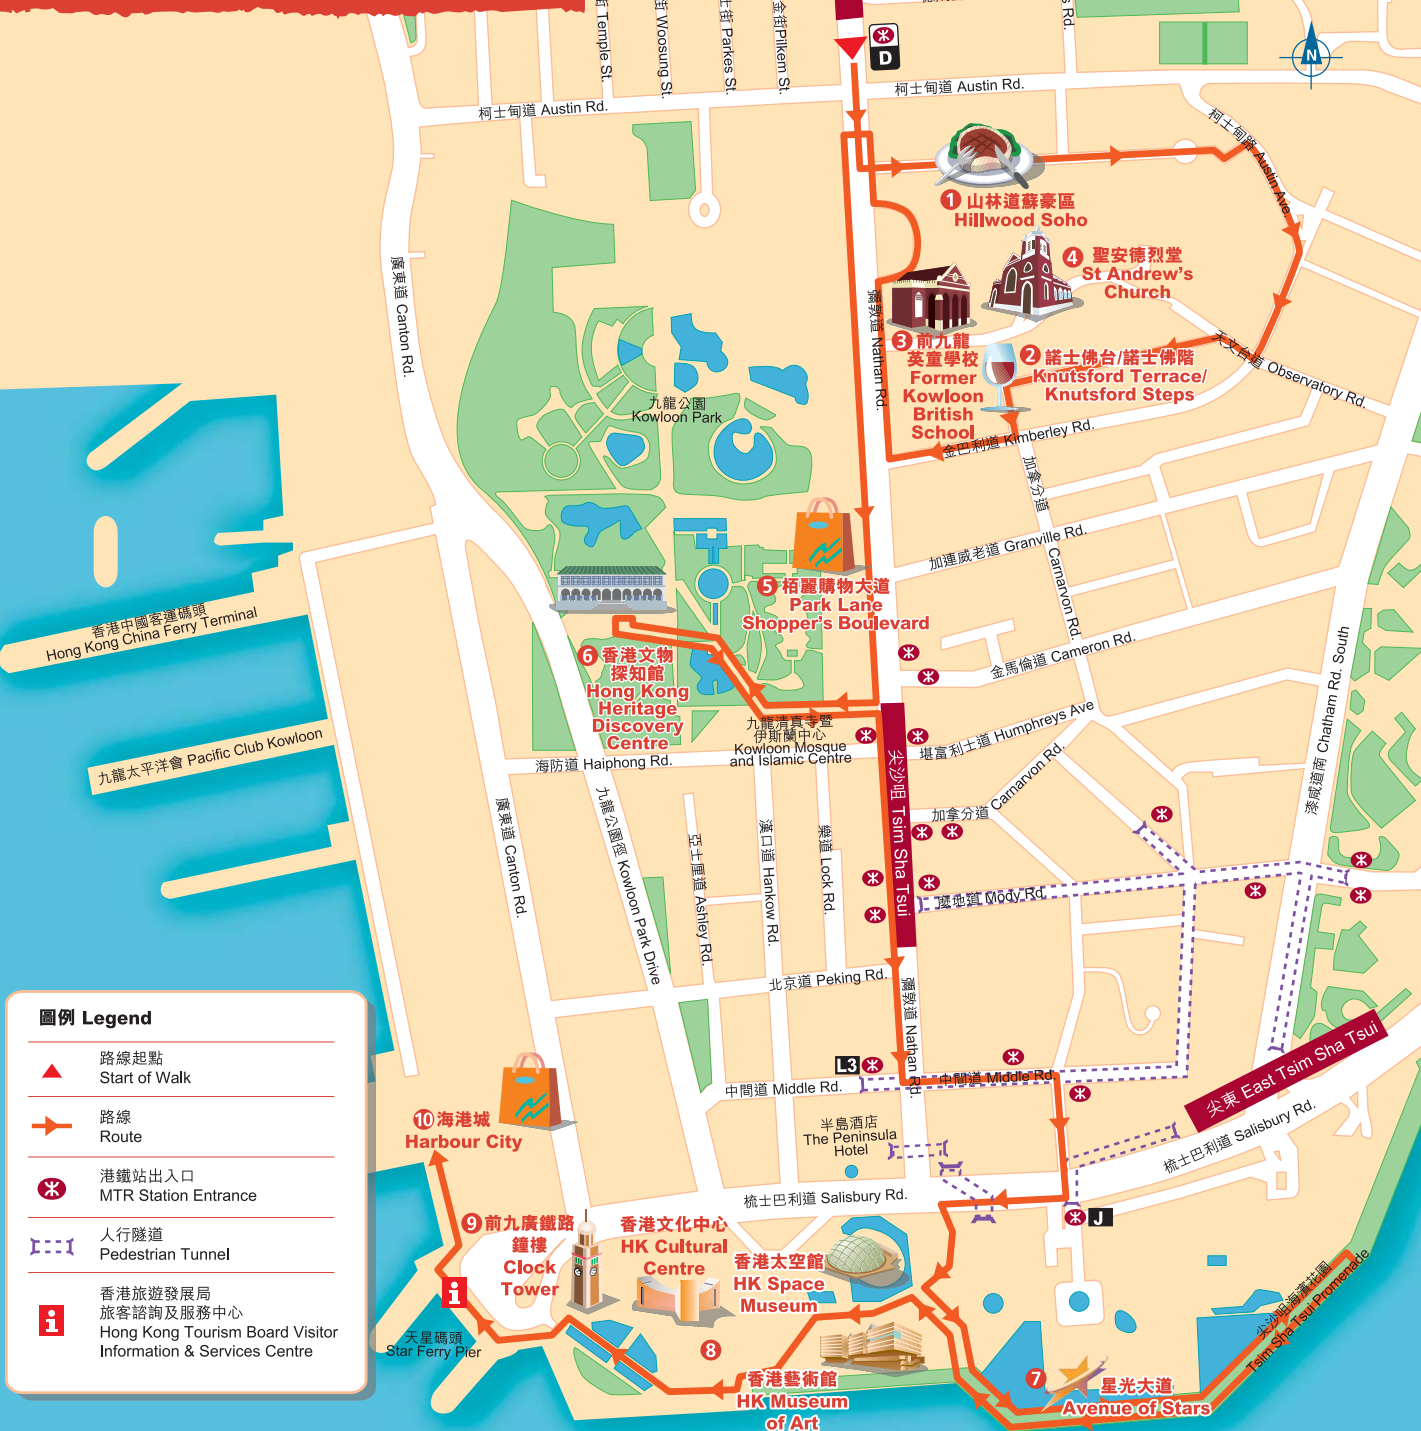 街 Temple St.
街 Woosung St.
士街 Parkes St.
金街Pilkem St.
s Rd.
D
N
柯士甸道 Austin Rd.
柯士甸道 Austin Rd.
柯士甸路 Austin Ave.
1 山林道蘇豪區
Hillwood Soho
4 聖安德烈堂
St Andrew's
Church
廣東道 Canton Rd.
彌敦道 Nathan Rd.
3 前九龍
英童學校
Former
Kowloon
British
School
2 諾士佛台/諾士佛階
Knutsford Terrace/
Knutsford Steps
天文台道 Observatory Rd.
九龍公園
Kowloon Park
金巴利道 Kimberley Rd.
加拿分道 Carnarvon Rd.
加連威老道 Granville Rd.
5 栢麗購物大道
Park Lane
Shopper's Boulevard
香港中國客運碼頭
Hong Kong China Ferry Terminal
金馬倫道 Cameron Rd.
漆咸道南 Chatham Rd. South
6 香港文物
探知館
Hong Kong
Heritage
Discovery
Centre
九龍清真寺暨
伊斯蘭中心
Kowloon Mosque
and Islamic Centre
九龍太平洋會 Pacific Club Kowloon
海防道 Haiphong Rd.
堪富利士道 Humphreys Ave
尖沙咀 Tsim Sha Tsui
加拿分道 Carnarvon Rd.
廣東道 Canton Rd.
九龍公園徑 Kowloon Park Drive
亞士厘道 Ashley Rd.
漢口道 Hankow Rd.
樂道 Lock Rd.
麼地道 Mody Rd.
北京道 Peking Rd.
彌敦道 Nathan Rd.
L3
中間道 Middle Rd.
中間道 Middle Rd.
尖東 East Tsim Sha Tsui
半島酒店
The Peninsula
Hotel
梳士巴利道 Salisbury Rd.
梳士巴利道 Salisbury Rd.
J
10 海港城
Harbour City
9 前九廣鐵路
鐘樓
Clock
Tower
香港文化中心
HK Cultural
Centre
香港太空館
HK Space
Museum
8
天星碼頭
Star Ferry Pier
香港藝術館
HK Museum
of Art
7 星光大道
Avenue of Stars
尖沙咀海濱花園
Tsim Sha Tsui Promenade
圖例 Legend
路線起點
Start of Walk
路線
Route
港鐵站出入口
MTR Station Entrance
人行隧道
Pedestrian Tunnel
香港旅遊發展局
旅客諮詢及服務中心
Hong Kong Tourism Board Visitor
Information & Services Centre